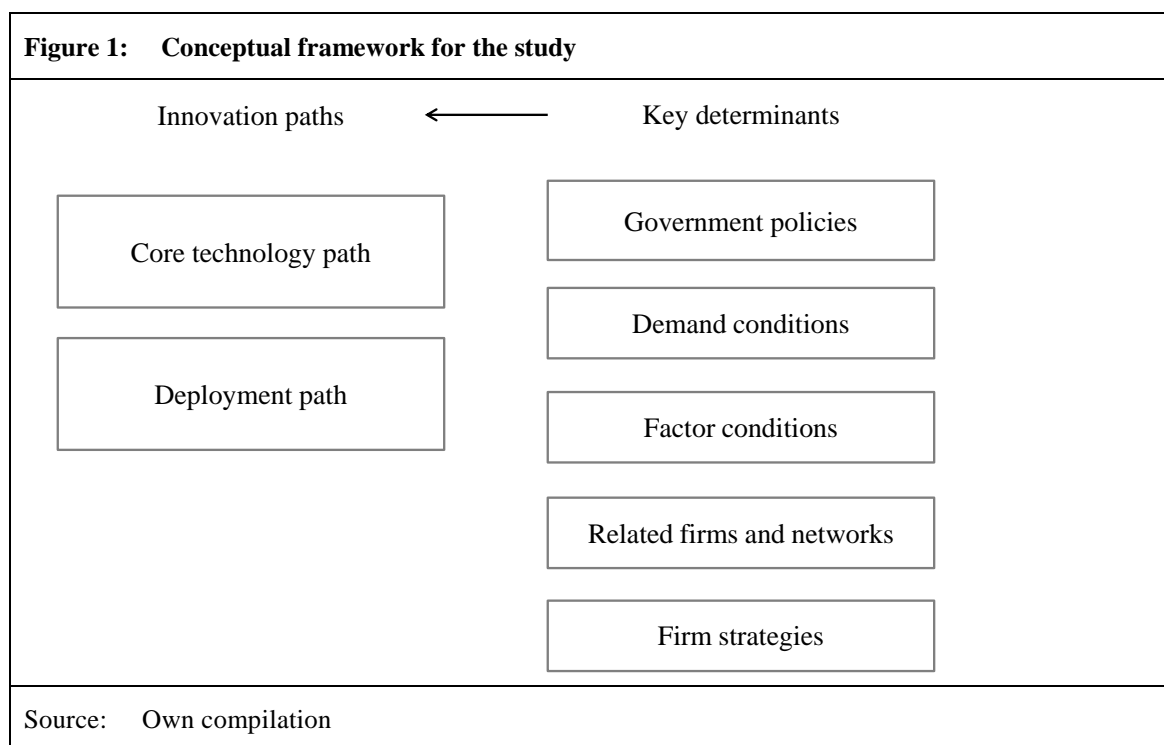 Figure 1: Conceptual framework for the study
Innovation paths
Key determinants
Core technology path
Deployment path
Government policies
Demand conditions
Factor conditions
Related firms and networks
Firm strategies
Source: Own compilation